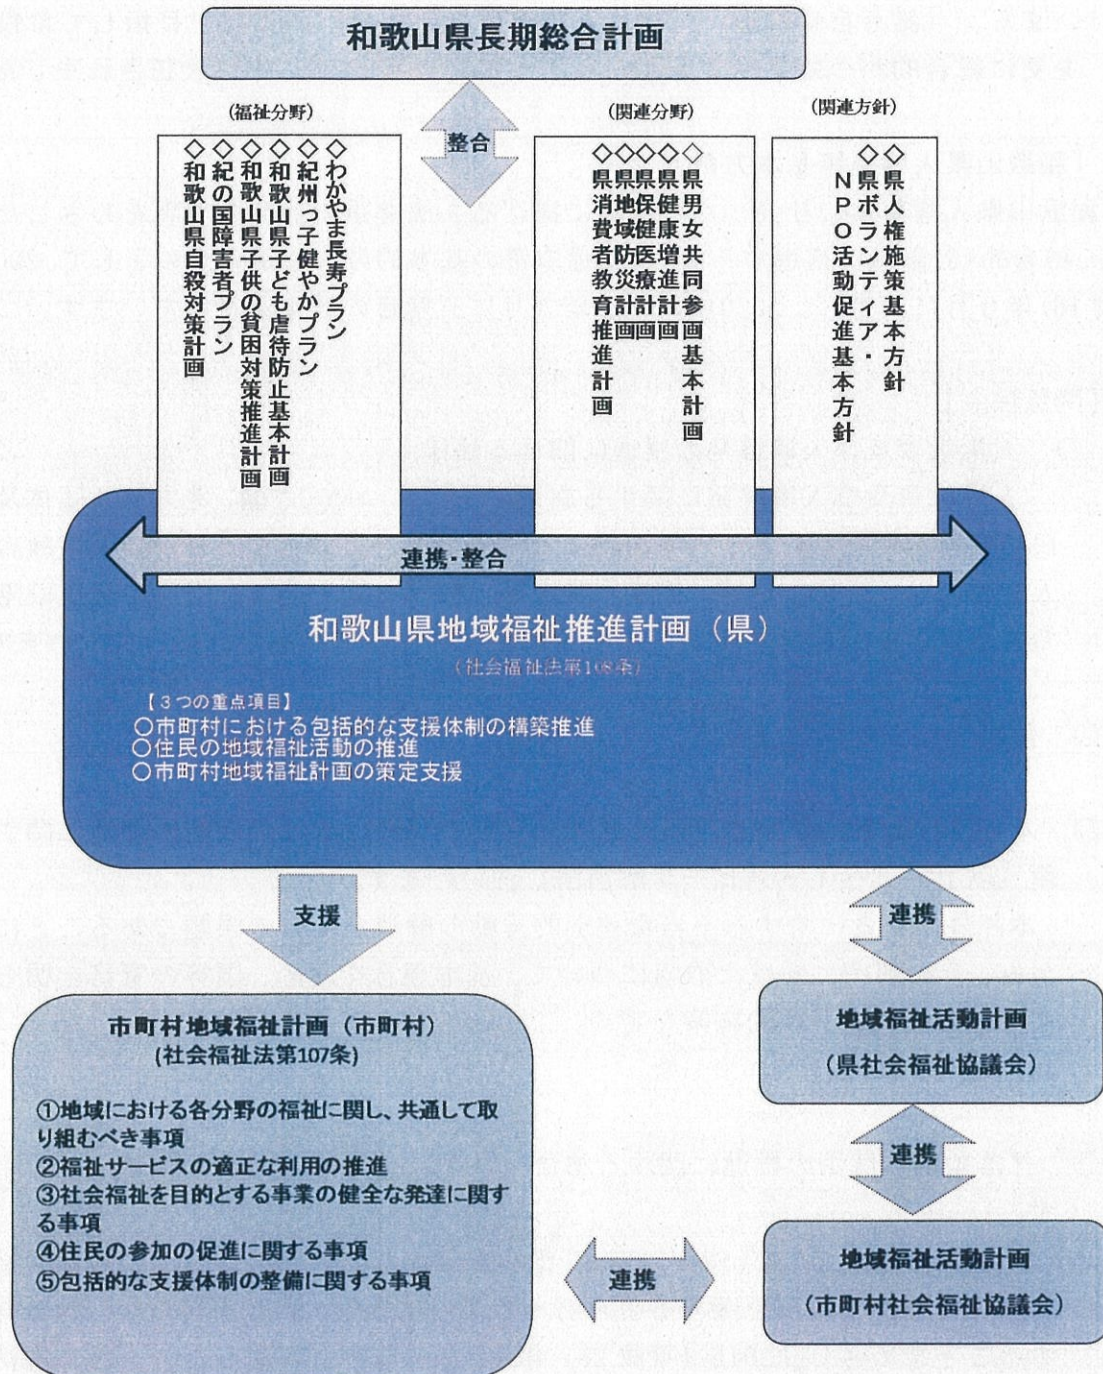 和歌山県長期総合計画
整合
(福祉分野)
◇わかやま長寿プラン
◇紀州っ子健やかプラン
◇和歌山県子ども虐待防止基本計画
◇和歌山県子供の貧困対策推進計画
◇紀の国障害者プラン
◇和歌山県自殺対策計画
(関連分野)
◇県男女共同参画基本計画
◇県健康増進計画
◇県保健医療計画
◇県地域防災計画
◇県消費者教育推進計画
(関連方針)
◇県人権施策基本方針
◇県ボランティア・
NPO活動促進基本方針
連携・整合
和歌山県地域福祉推進計画（県）
（社会福祉法第108条）
【３つの重点項目】
○市町村における包括的な支援体制の構築推進
○住民の地域福祉活動の推進
○市町村地域福祉計画の策定支援
支援
連携
市町村地域福祉計画（市町村）
(社会福祉法第107条)
①地域における各分野の福祉に関し、共通して取
り組むべき事項
②福祉サービスの適正な利用の推進
③社会福祉を目的とする事業の健全な発達に関す
る事項
④住民の参加の促進に関する事項
⑤包括的な支援体制の整備に関する事項
地域福祉活動計画
（県社会福祉協議会）
連携
連携
地域福祉活動計画
（市町村社会福祉協議会）